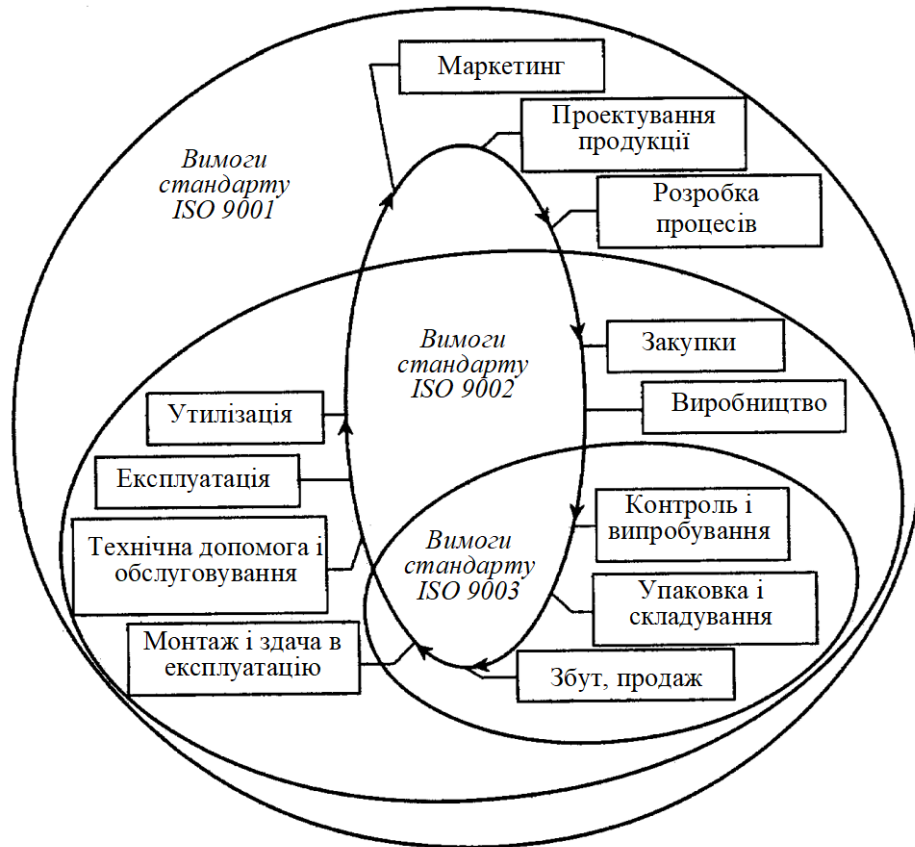 Маркетинг
Проектування
продукції
Вимоги
стандарту
ISO 9001
Розробка
процесів
Вимоги
стандарту
ISO 9002
Закупки
Виробництво
Утилізація
Експлуатація
Контроль і
випробування
Технічна допомога і
обслуговування
Вимоги
стандарту
ISO 9003
Упаковка і
складування
Монтаж і здача в
експлуатацію
Збут, продаж